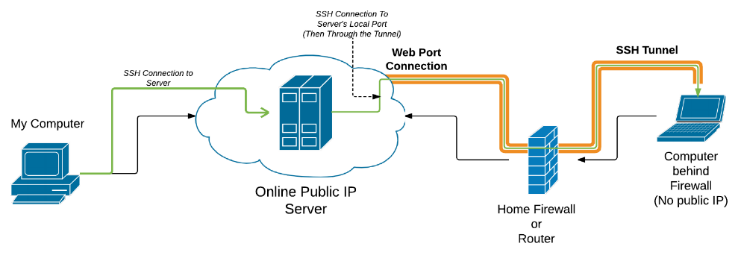 SSH Connection To
Server's Local Port
(Then Through the Tunnel)
Web Port
Connection
SSH Tunnel
SSH Connection to
Server
My Computer
Online Public IP
Server
Home Firewall
or
Router
Computer
behind
Firewall
(No public IP)